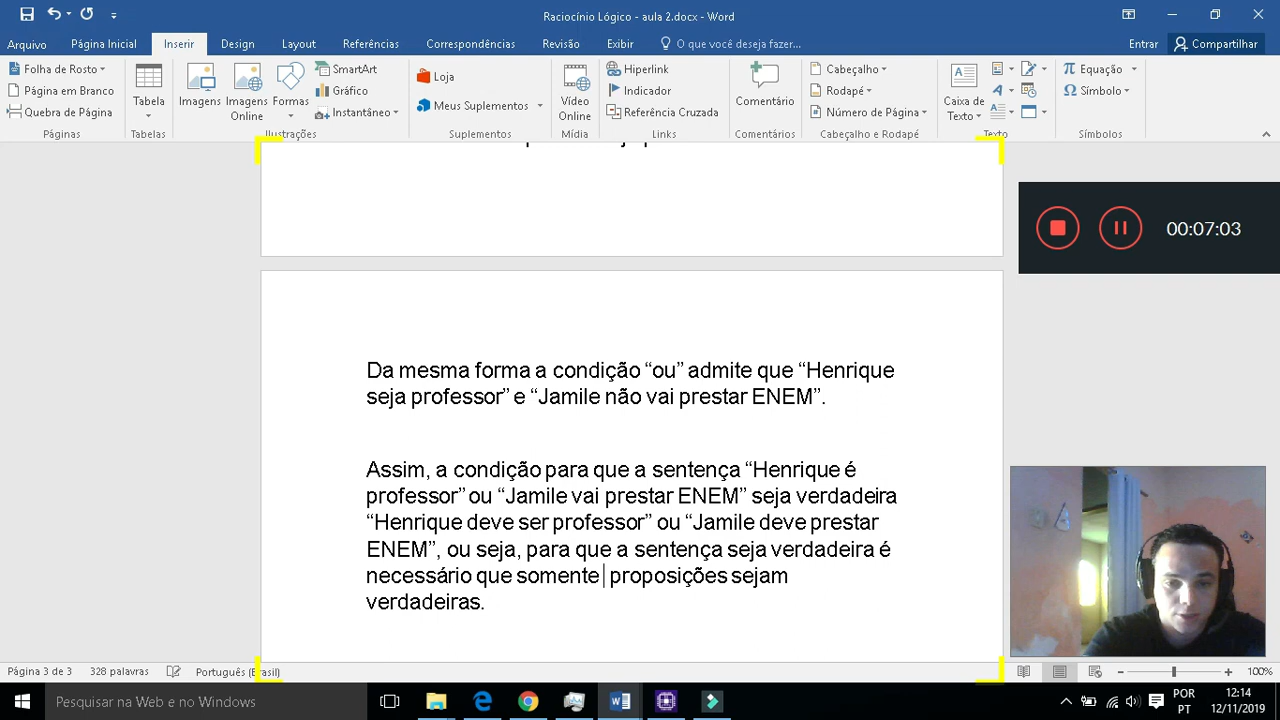 Raciocínio Lógico - aula 2.docx - Word
Arquivo Página Inicial Inserir Design Layout Referências Correspondências Revisão Exibir O que você deseja fazer... Entrar Compartilhar
Folha de Rosto
Página em Branco
Quebra de Página
Páginas
Tabela
Tabelas
Imagens
Imagens Online
Formas
SmartArt
Gráfico
Instantâneo
Ilustrações
Loja
Meus Suplementos
Suplementos
Vídeo Online
Mídia
Hiperlink
Indicador
Referência Cruzada
Links
Comentário
Comentários
Cabeçalho
Rodapé
Número de Página
Cabeçalho e Rodapé
Caixa de Texto
Texto
Equação
Símbolo
Símbolos
00:07:03
Da mesma forma a condição “ou” admite que “Henrique
seja professor” e “Jamile não vai prestar ENEM”.
Assim, a condição para que a sentença “Henrique é
professor” ou “Jamile vai prestar ENEM” seja verdadeira
“Henrique deve ser professor” ou “Jamile deve prestar
ENEM”, ou seja, para que a sentença seja verdadeira é
necessário que somente proposições sejam
verdadeiras.
Página 3 de 3 328 palavras Português (Brasil) 100%
Pesquisar na Web e no Windows
POR
PT
12:14
12/11/2019